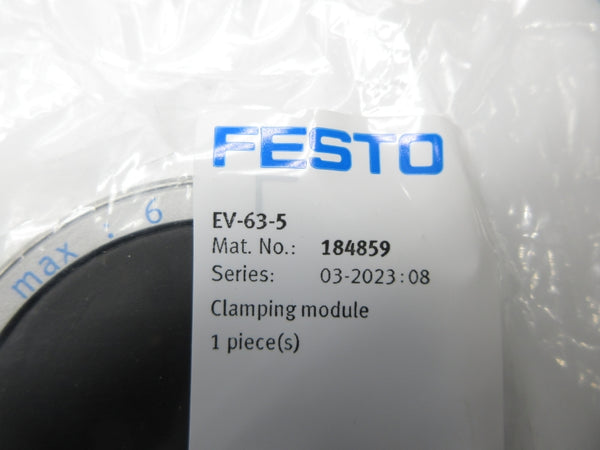 FESTO
EV-63-5
Mat. No.: 184859
Series: 03-2023:08
Clamping module
1 piece(s)
max : 6